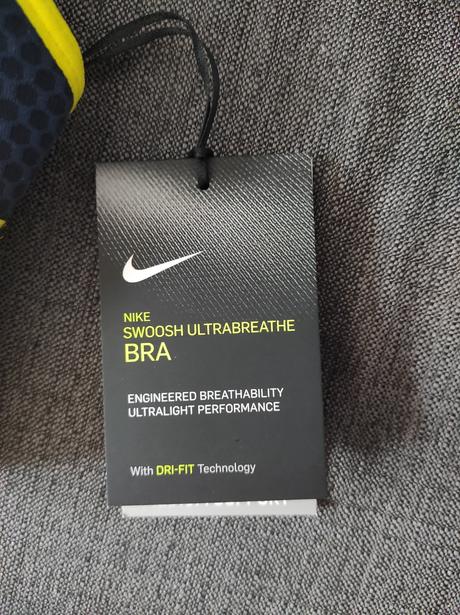 NIKE
SWOOSH ULTRABREATHE
BRA
ENGINEERED BREATHABILITY
ULTRALIGHT PERFORMANCE
With DRI-FIT Technology